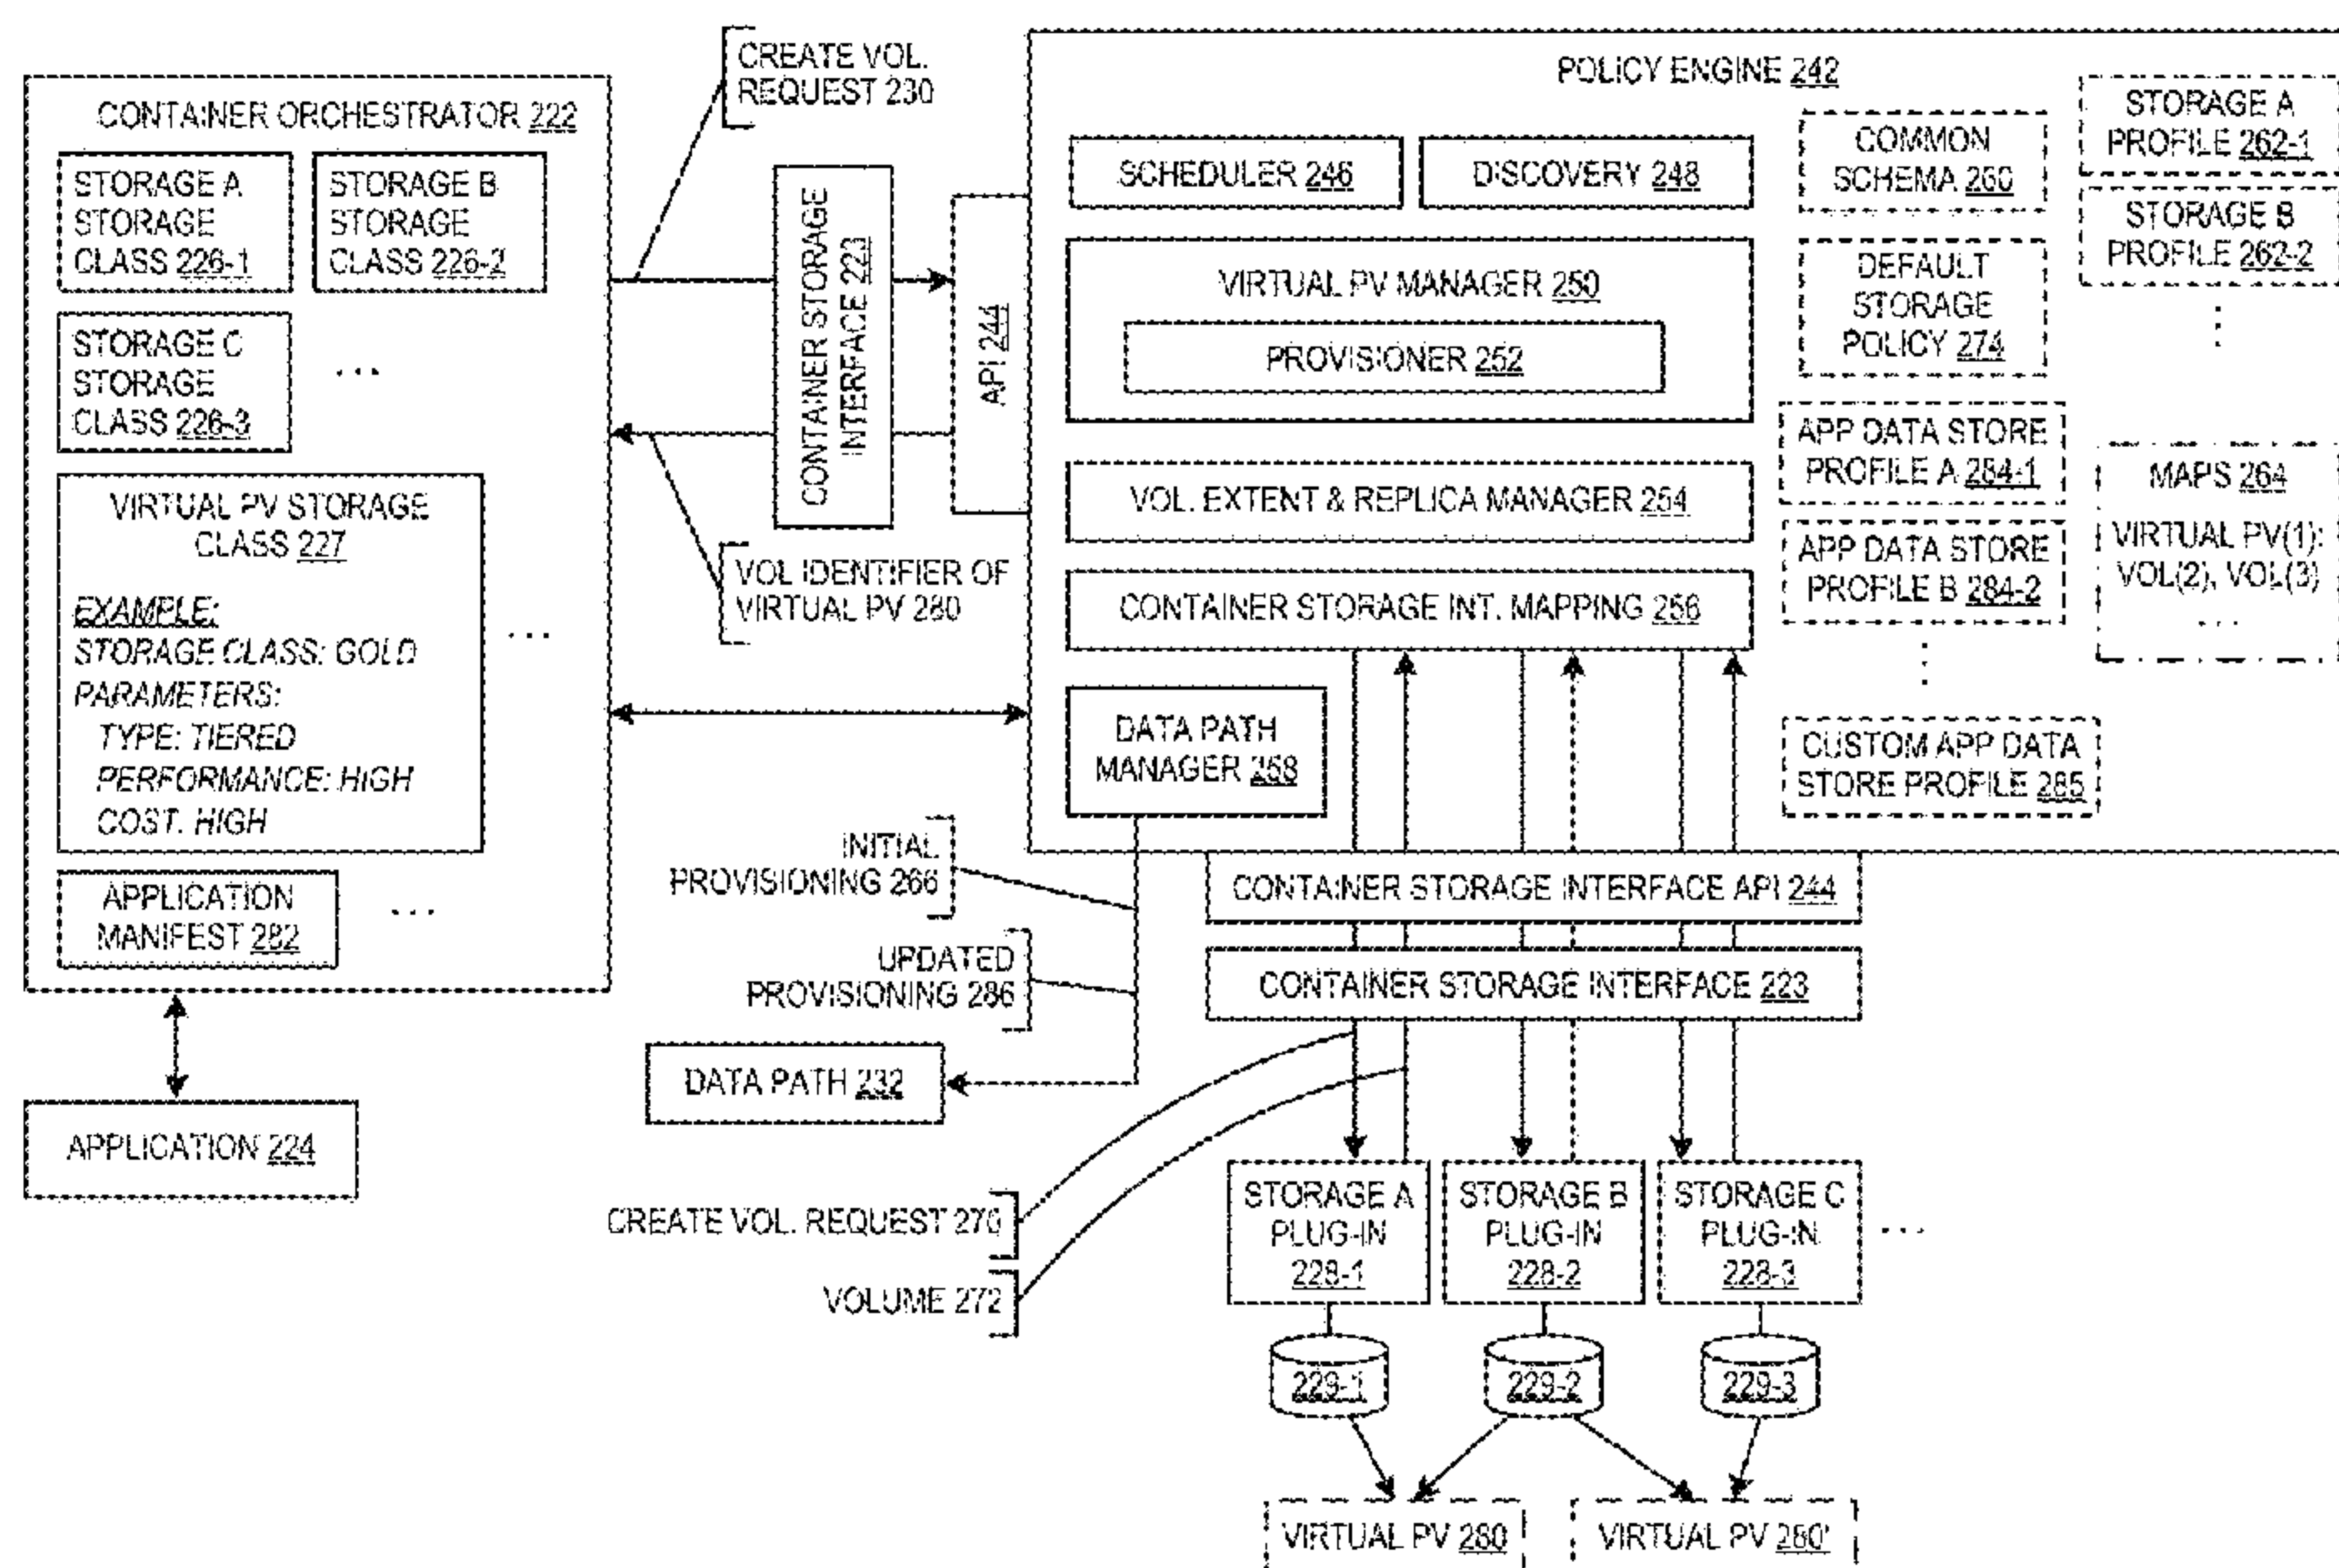 CONTAINER ORCHESTRATOR 222
STORAGE A
STORAGE
CLASS 226-1
STORAGE B
STORAGE
CLASS 226-2
STORAGE C
STORAGE
CLASS 226-3
...
VIRTUAL PV STORAGE
CLASS 227
EXAMPLE:
STORAGE CLASS: GOLD
PARAMETERS:
TYPE: TIERED
PERFORMANCE: HIGH
COST. HIGH
...
APPLICATION
MANIFEST 282
...
APPLICATION 224
CREATE VOL.
REQUEST 230
CONTAINER STORAGE
INTERFACE 223
API 244
VOL IDENTIFIER OF
VIRTUAL PV 280
POLICY ENGINE 242
SCHEDULER 246
DISCOVERY 248
VIRTUAL PV MANAGER 250
PROVISIONER 252
VOL. EXTENT & REPLICA MANAGER 254
CONTAINER STORAGE INT. MAPPING 256
DATA PATH
MANAGER 258
COMMON
SCHEMA 260
DEFAULT
STORAGE
POLICY 274
APP DATA STORE
PROFILE A 284-1
APP DATA STORE
PROFILE B 284-2
CUSTOM APP DATA
STORE PROFILE 285
STORAGE A
PROFILE 262-1
STORAGE B
PROFILE 262-2
MAPS 264
VIRTUAL PV(1):
VOL(2), VOL(3)
...
INITIAL
PROVISIONING 266
UPDATED
PROVISIONING 286
DATA PATH 232
CONTAINER STORAGE INTERFACE API 244
CONTAINER STORAGE INTERFACE 223
CREATE VOL. REQUEST 270
VOLUME 272
STORAGE A
PLUG-IN
228-1
STORAGE B
PLUG-IN
228-2
STORAGE C
PLUG-IN
228-3
...
229-1
229-2
229-3
VIRTUAL PV 280
VIRTUAL PV 280'